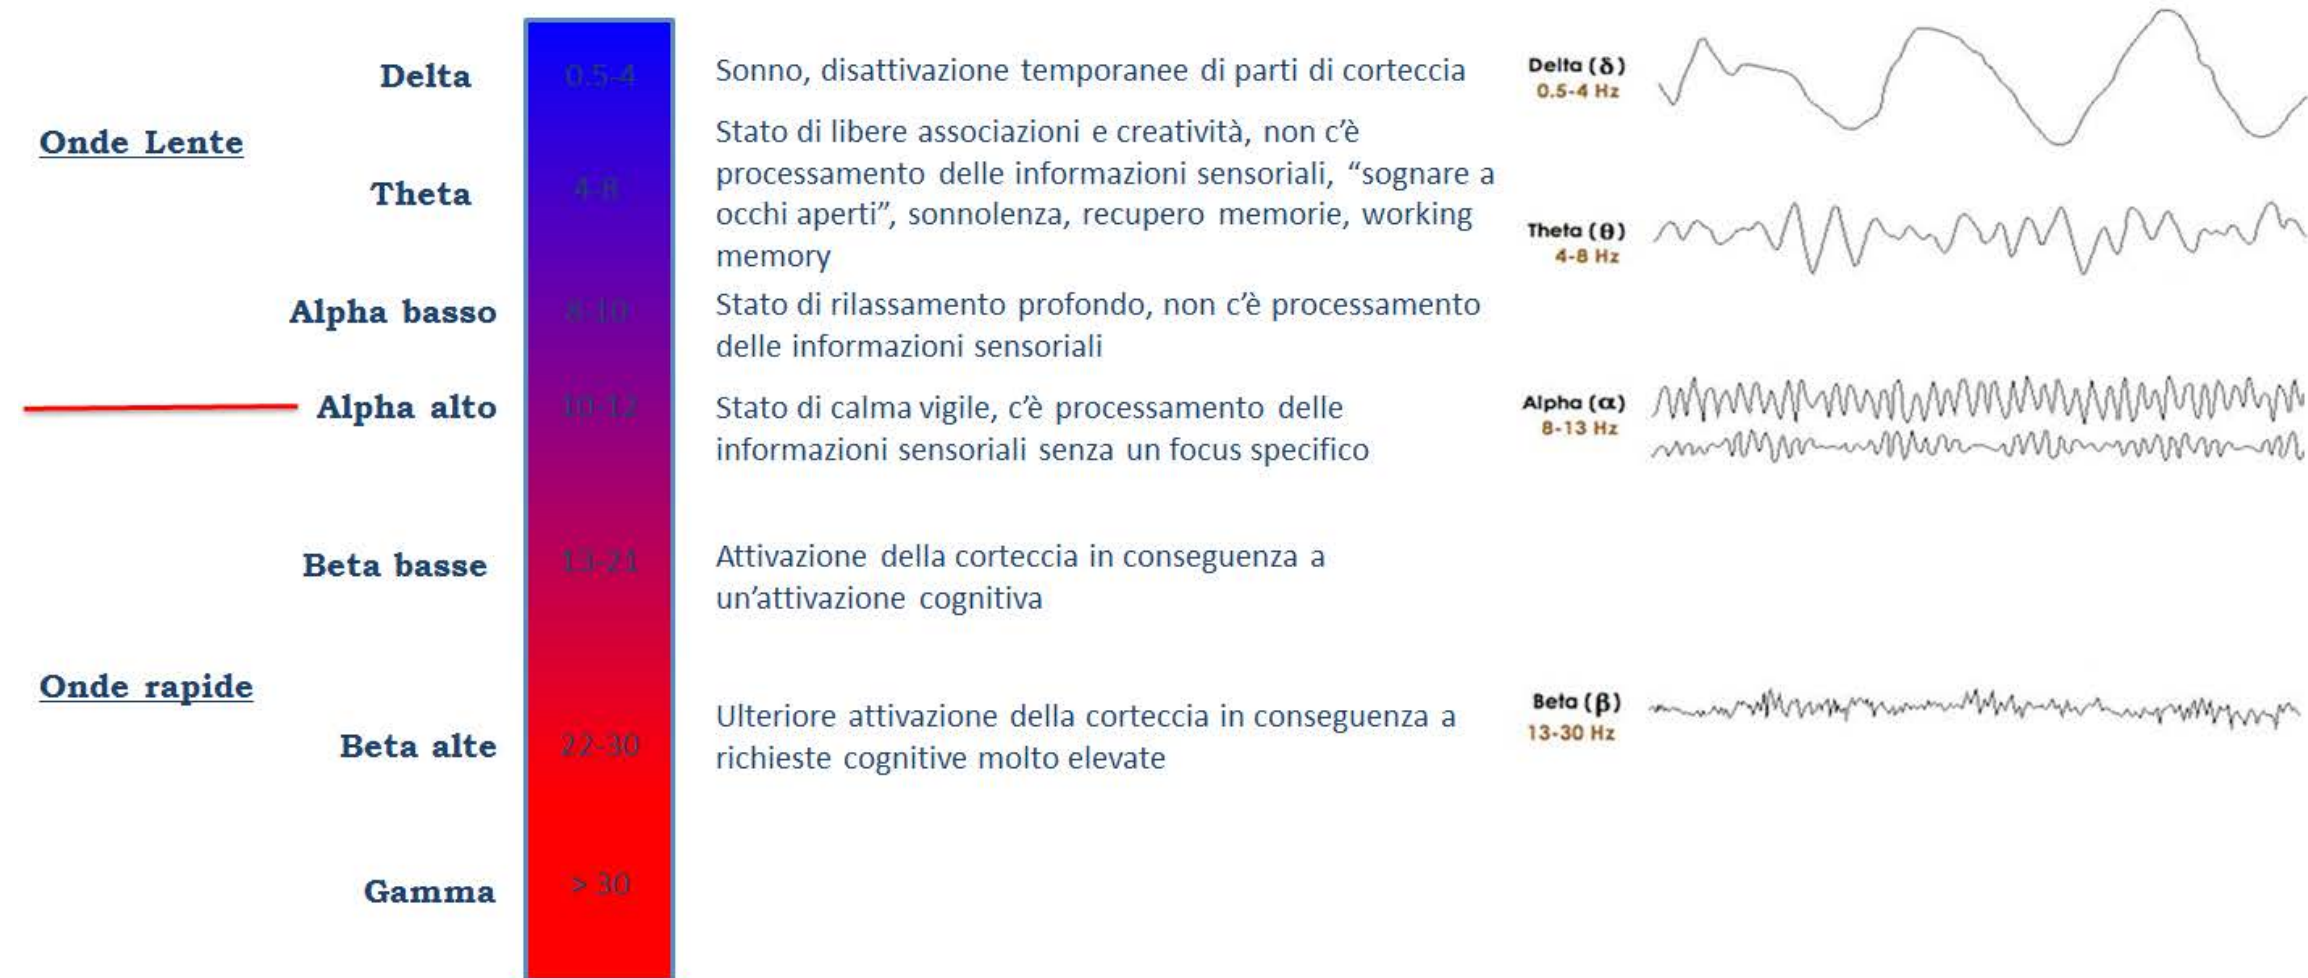 Delta
0.5-4
Sonno, disattivazione temporanee di parti di corteccia
Delta (δ)
0.5-4 Hz
Onde Lente
Theta
4-8
Stato di libere associazioni e creatività, non c’è
processamento delle informazioni sensoriali, “sognare a
occhi aperti”, sonnolenza, recupero memorie, working
memory
Theta (θ)
4-8 Hz
Alpha basso
8-10
Stato di rilassamento profondo, non c’è processamento
delle informazioni sensoriali
Alpha alto
10-12
Stato di calma vigile, c’è processamento delle
informazioni sensoriali senza un focus specifico
Alpha (α)
8-13 Hz
Beta basse
13-21
Attivazione della corteccia in conseguenza a
un’attivazione cognitiva
Onde rapide
Beta alte
22-30
Ulteriore attivazione della corteccia in conseguenza a
richieste cognitive molto elevate
Beta (β)
13-30 Hz
Gamma
> 30